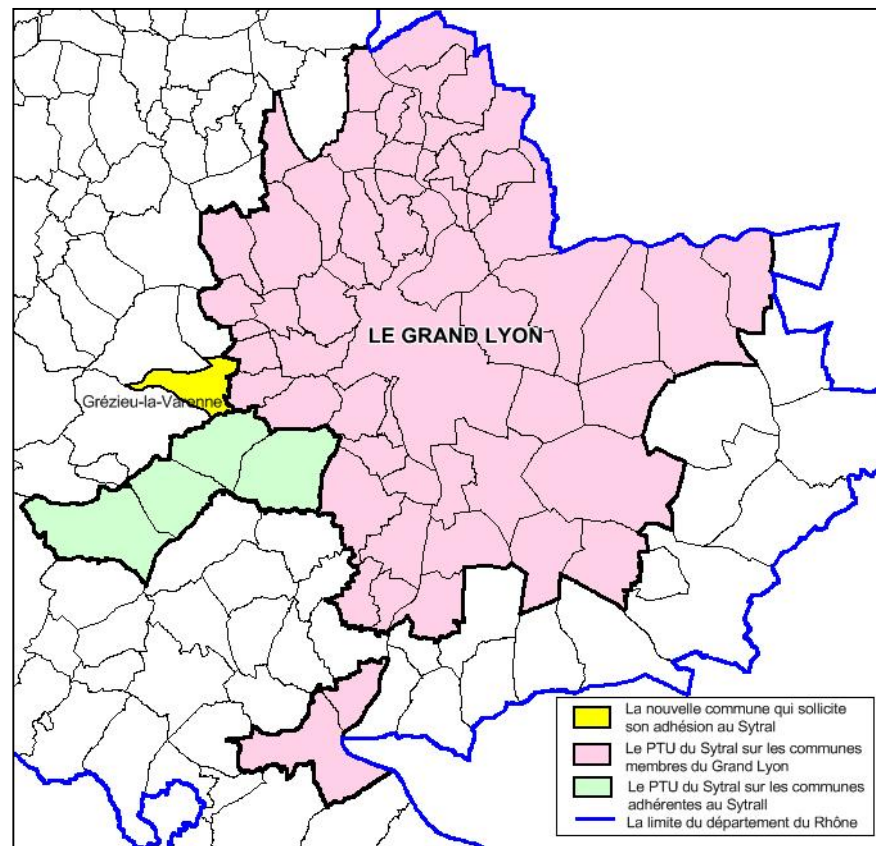 LE GRAND LYON
Grézieu-la-Varenne
La nouvelle commune qui sollicite
son adhésion au Sytral
Le PTU du Sytral sur les communes
membres du Grand Lyon
Le PTU du Sytral sur les communes
adhérentes au Sytrall
La limite du département du Rhône